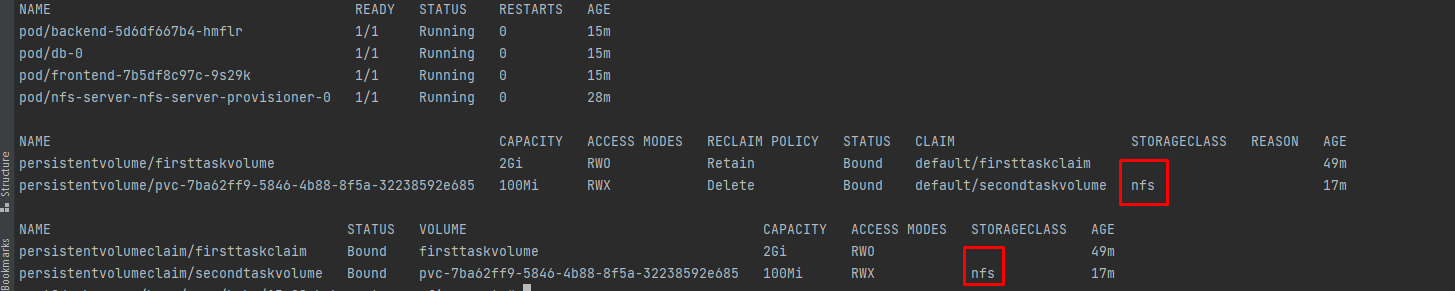 NAME READY STATUS RESTARTS AGE
pod/backend-5d6df667b4-hmflr 1/1 Running 0 15m
pod/db-0 1/1 Running 0 15m
pod/frontend-7b5df8c97c-9s29k 1/1 Running 0 15m
pod/nfs-server-nfs-server-provisioner-0 1/1 Running 0 28m
NAME CAPACITY ACCESS MODES RECLAIM POLICY STATUS CLAIM STORAGECLASS REASON AGE
persistentvolume/firsttaskvolume 2Gi RWO Retain Bound default/firsttaskclaim 49m
persistentvolume/pvc-7ba62ff9-5846-4b88-8f5a-32238592e685 100Mi RWX Delete Bound default/secondtaskvolume nfs 17m
NAME STATUS VOLUME CAPACITY ACCESS MODES STORAGECLASS AGE
persistentvolumeclaim/firsttaskclaim Bound firsttaskvolume 2Gi RWO 49m
persistentvolumeclaim/secondtaskvolume Bound pvc-7ba62ff9-5846-4b88-8f5a-32238592e685 100Mi RWX nfs 17m
Structure
Bookmarks